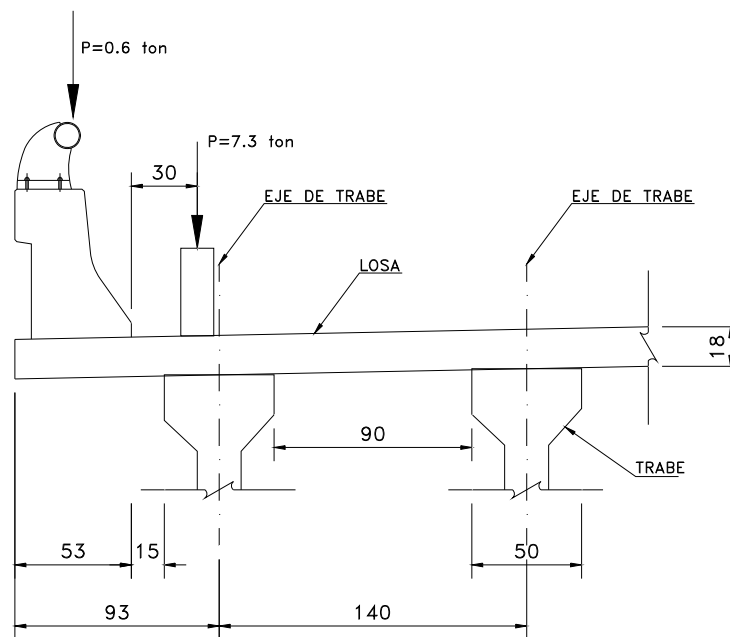 P=0.6 ton
P=7.3 ton
30
EJE DE TRABE
EJE DE TRABE
LOSA
18
90
TRABE
53
15
50
93
140